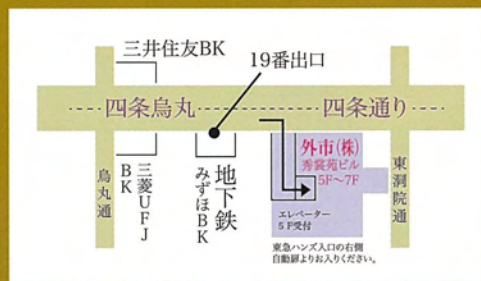 三井住友BK
19番出口
四条烏丸
四条通り
烏丸通
三菱UFJ
BK
地下鉄
みずほBK
外市(株)
秀裳苑ビル
5F〜7F
エレベーター
5F受付
東洞院通
東急ハンズ入口の右側
自動扉よりお入りください。